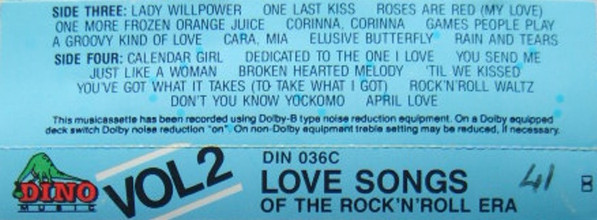 SIDE THREE: LADY WILLPOWER ONE LAST KISS ROSES ARE RED (MY LOVE)
ONE MORE FROZEN ORANGE JUICE CORINNA, CORINNA GAMES PEOPLE PLAY
A GROOVY KIND OF LOVE CARA, MIA ELUSIVE BUTTERFLY RAIN AND TEARS
SIDE FOUR: CALENDAR GIRL DEDICATED TO THE ONE I LOVE YOU SEND ME
JUST LIKE A WOMAN BROKEN HEARTED MELODY 'TIL WE KISSED
YOU'VE GOT WHAT IT TAKES (TO TAKE WHAT I GOT) ROCK'N'ROLL WALTZ
DON'T YOU KNOW YOCKOMO APRIL LOVE
This musicassette has been recorded using Dolby-B type noise reduction equipment. On a Dolby equipped
deck switch Dolby noise reduction "on". On non-Dolby equipment treble setting may be reduced, if necessary.
DINO
MUSIC
VOL2
DIN 036C
LOVE SONGS
OF THE ROCK'N'ROLL ERA
41